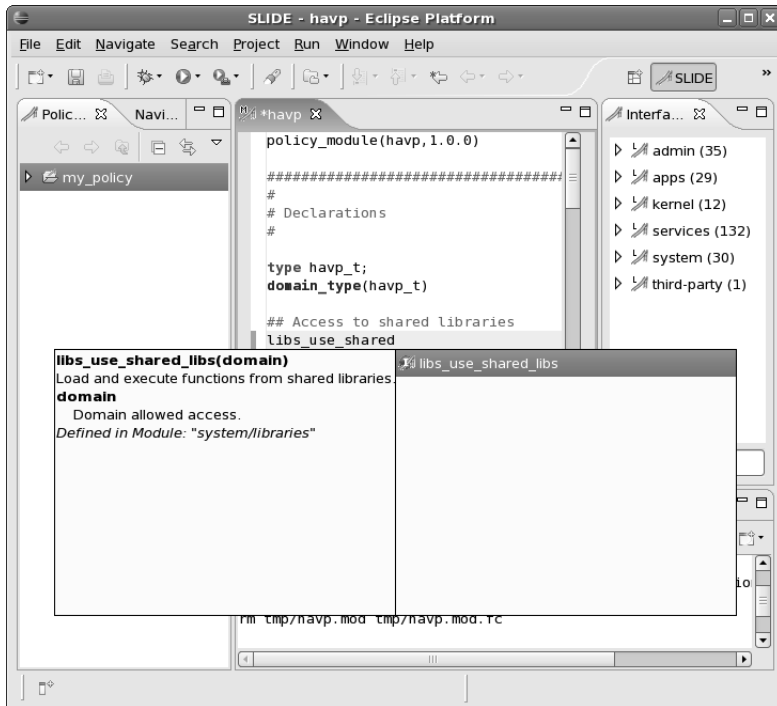 SLIDE - havp - Eclipse Platform
File Edit Navigate Search Project Run Window Help
SLIDE »
Polic... Navi...
my_policy
*havp
policy_module(havp,1.0.0)
###################################
#
# Declarations
#
type havp_t;
domain_type(havp_t)
## Access to shared libraries
libs_use_shared
Interfa...
admin (35)
apps (29)
kernel (12)
services (132)
system (30)
third-party (1)
libs_use_shared_libs(domain)
Load and execute functions from shared libraries.
domain
Domain allowed access.
Defined in Module: "system/libraries"
libs_use_shared_libs
rm tmp/havp.mod tmp/havp.mod.fc